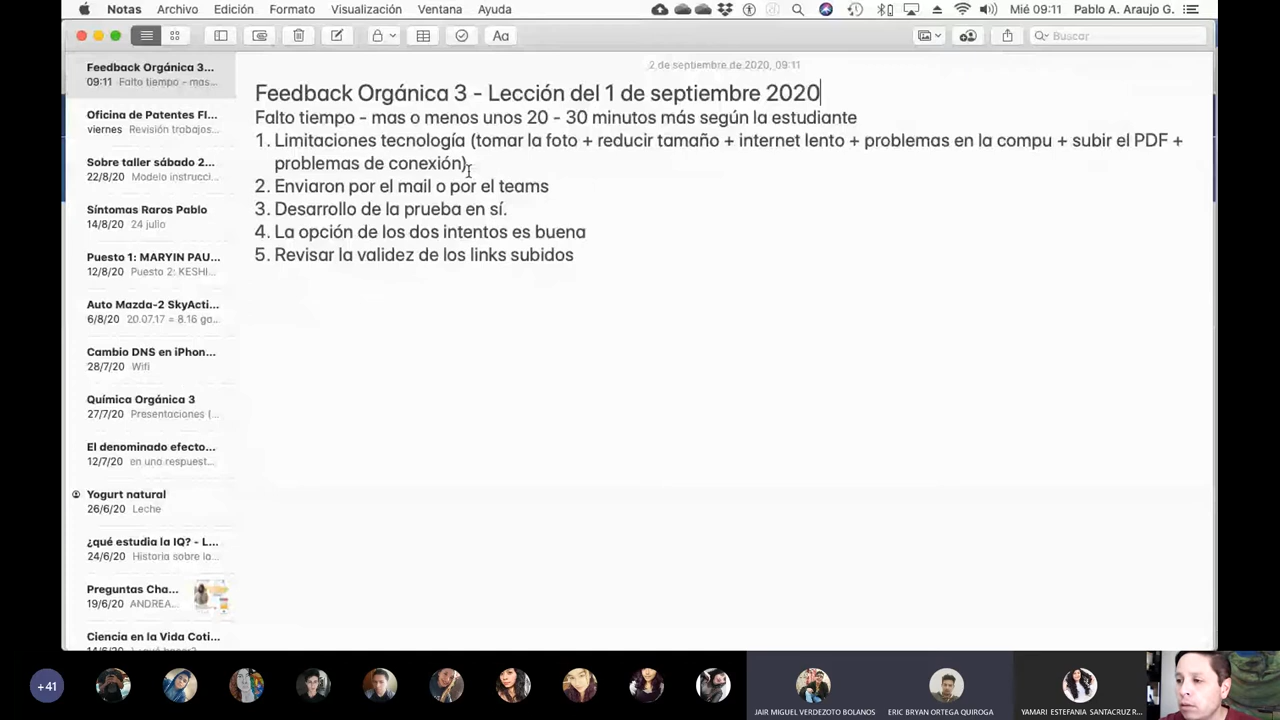 Notas Archivo Edición Formato Visualización Ventana Ayuda Mié 09:11 Pablo A. Araujo G.
Aa Buscar
2 de septiembre de 2020, 09:11
Feedback Orgánica 3...
09:11 Falto tiempo - mas...
Oficina de Patentes FI...
viernes Revisión trabajos...
Sobre taller sábado 2...
22/8/20 Modelo instrucci...
Síntomas Raros Pablo
14/8/20 24 julio
Puesto 1: MARYIN PAU...
12/8/20 Puesto 2: KESHI...
Auto Mazda-2 SkyActi...
6/8/20 20.07.17 = 8.16 ga...
Cambio DNS en iPhon...
28/7/20 Wifi
Química Orgánica 3
27/7/20 Presentaciones (...
El denominado efecto...
12/7/20 en una respuest...
Yogurt natural
26/6/20 Leche
¿qué estudia la IQ? - L...
24/6/20 Historia sobre la...
Preguntas Cha...
19/6/20 ANDREA...
Ciencia en la Vida Coti...
Feedback Orgánica 3 - Lección del 1 de septiembre 2020
Falto tiempo - mas o menos unos 20 - 30 minutos más según la estudiante
1. Limitaciones tecnología (tomar la foto + reducir tamaño + internet lento + problemas en la compu + subir el PDF +
problemas de conexión)
2. Enviaron por el mail o por el teams
3. Desarrollo de la prueba en sí.
4. La opción de los dos intentos es buena
5. Revisar la validez de los links subidos
+41
JAIR MIGUEL VERDEZOTO BOLANOS
ERIC BRYAN ORTEGA QUIROGA
YAMARI ESTEFANIA SANTACRUZ R...